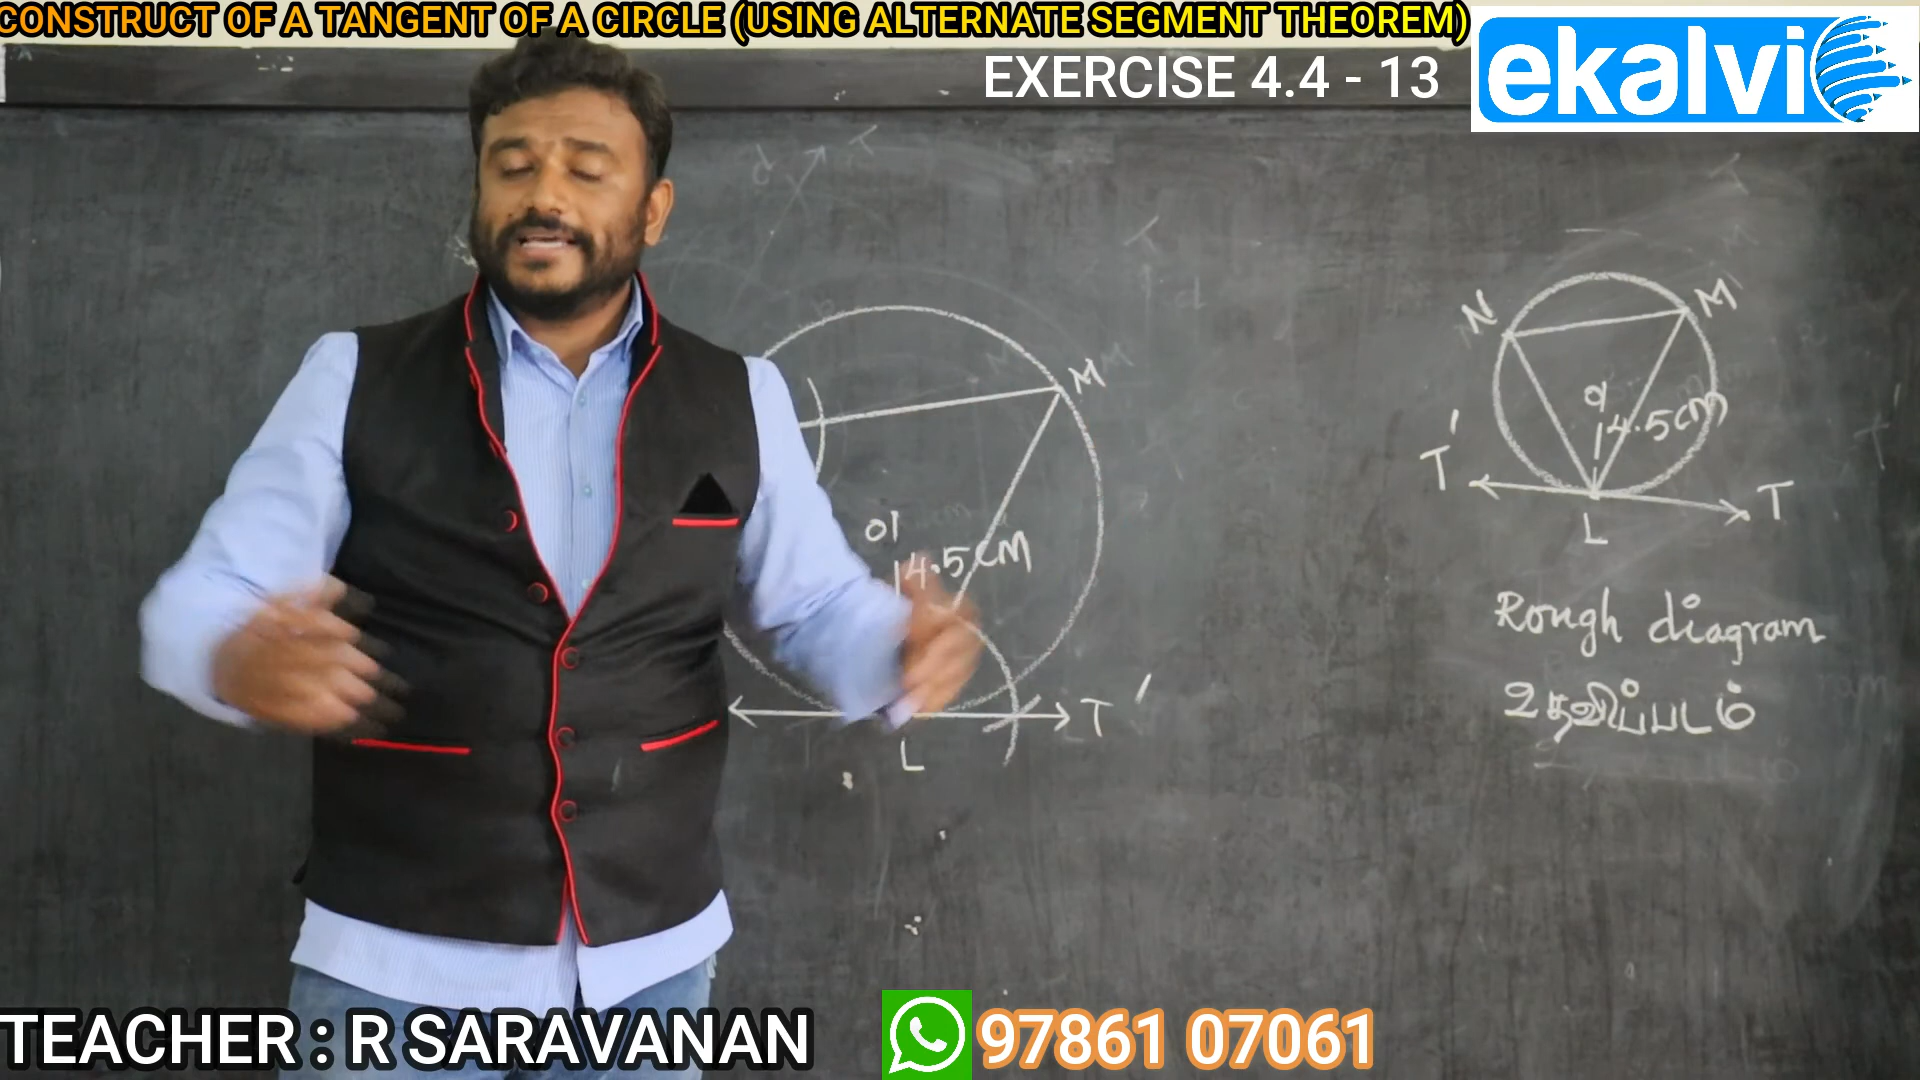 CONSTRUCT OF A TANGENT OF A CIRCLE (USING ALTERNATE SEGMENT THEOREM)
EXERCISE 4.4 - 13
ekalvi
M
O
4.5CM
L
T'
N
M
O
4.5CM
T'
T
L
Rough diagram
உதவிப்படம்
TEACHER : R SARAVANAN
97861 07061